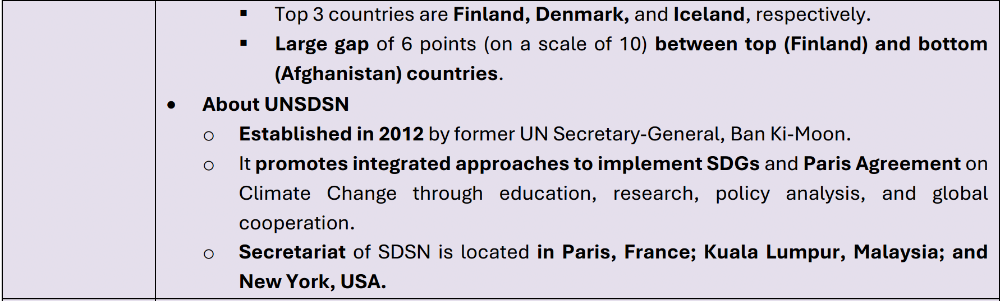 ▪ Top 3 countries are Finland, Denmark, and Iceland, respectively.
▪ Large gap of 6 points (on a scale of 10) between top (Finland) and bottom
(Afghanistan) countries.
• About UNSDSN
o Established in 2012 by former UN Secretary-General, Ban Ki-Moon.
o It promotes integrated approaches to implement SDGs and Paris Agreement on
Climate Change through education, research, policy analysis, and global
cooperation.
o Secretariat of SDSN is located in Paris, France; Kuala Lumpur, Malaysia; and
New York, USA.